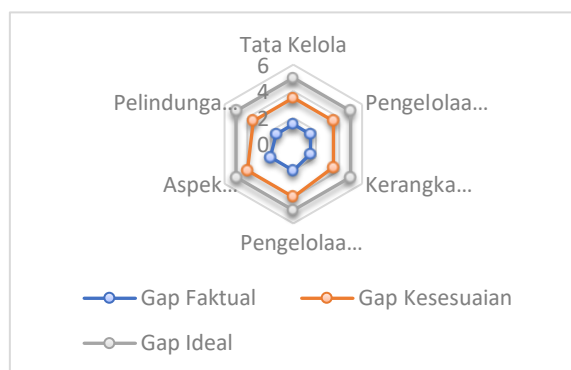 Tata Kelola
6
4
2
0
Pelindunga...
Pengelolaa...
Aspek...
Kerangka...
Pengelolaa...
Gap Faktual
Gap Kesesuaian
Gap Ideal